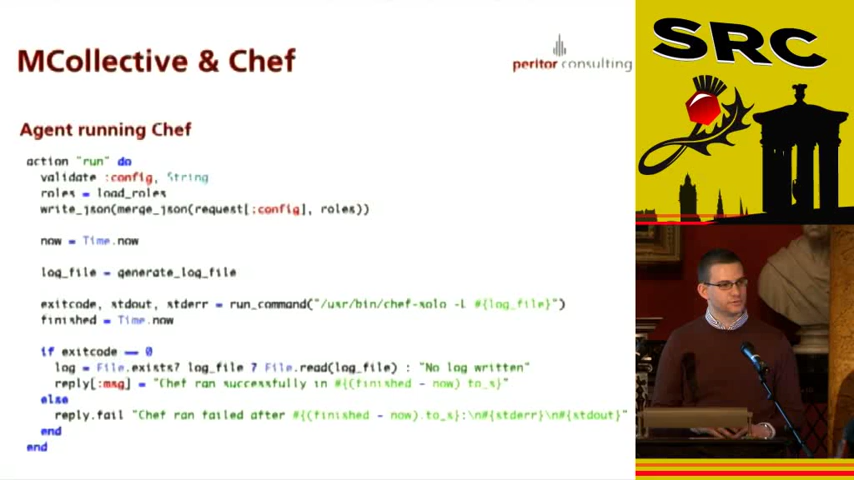 MCollective & Chef
peritor consulting
Agent running Chef
action "run" do
validate :config, String
roles = load_roles
write_json(merge_json(request[:config], roles))
now = Time.now
log_file = generate_log_file
exitcode, stdout, stderr = run_command("/usr/bin/chef-solo -L #{log_file}")
finished = Time.now
if exitcode == 0
log = File.exists? log_file ? File.read(log_file) : "No log written"
reply[:msg] = "Chef ran successfully in #{(finished - now).to_s}"
else
reply.fail "Chef ran failed after #{(finished - now).to_s}:\n#{stderr}\n#{stdout}"
end
end
SRC